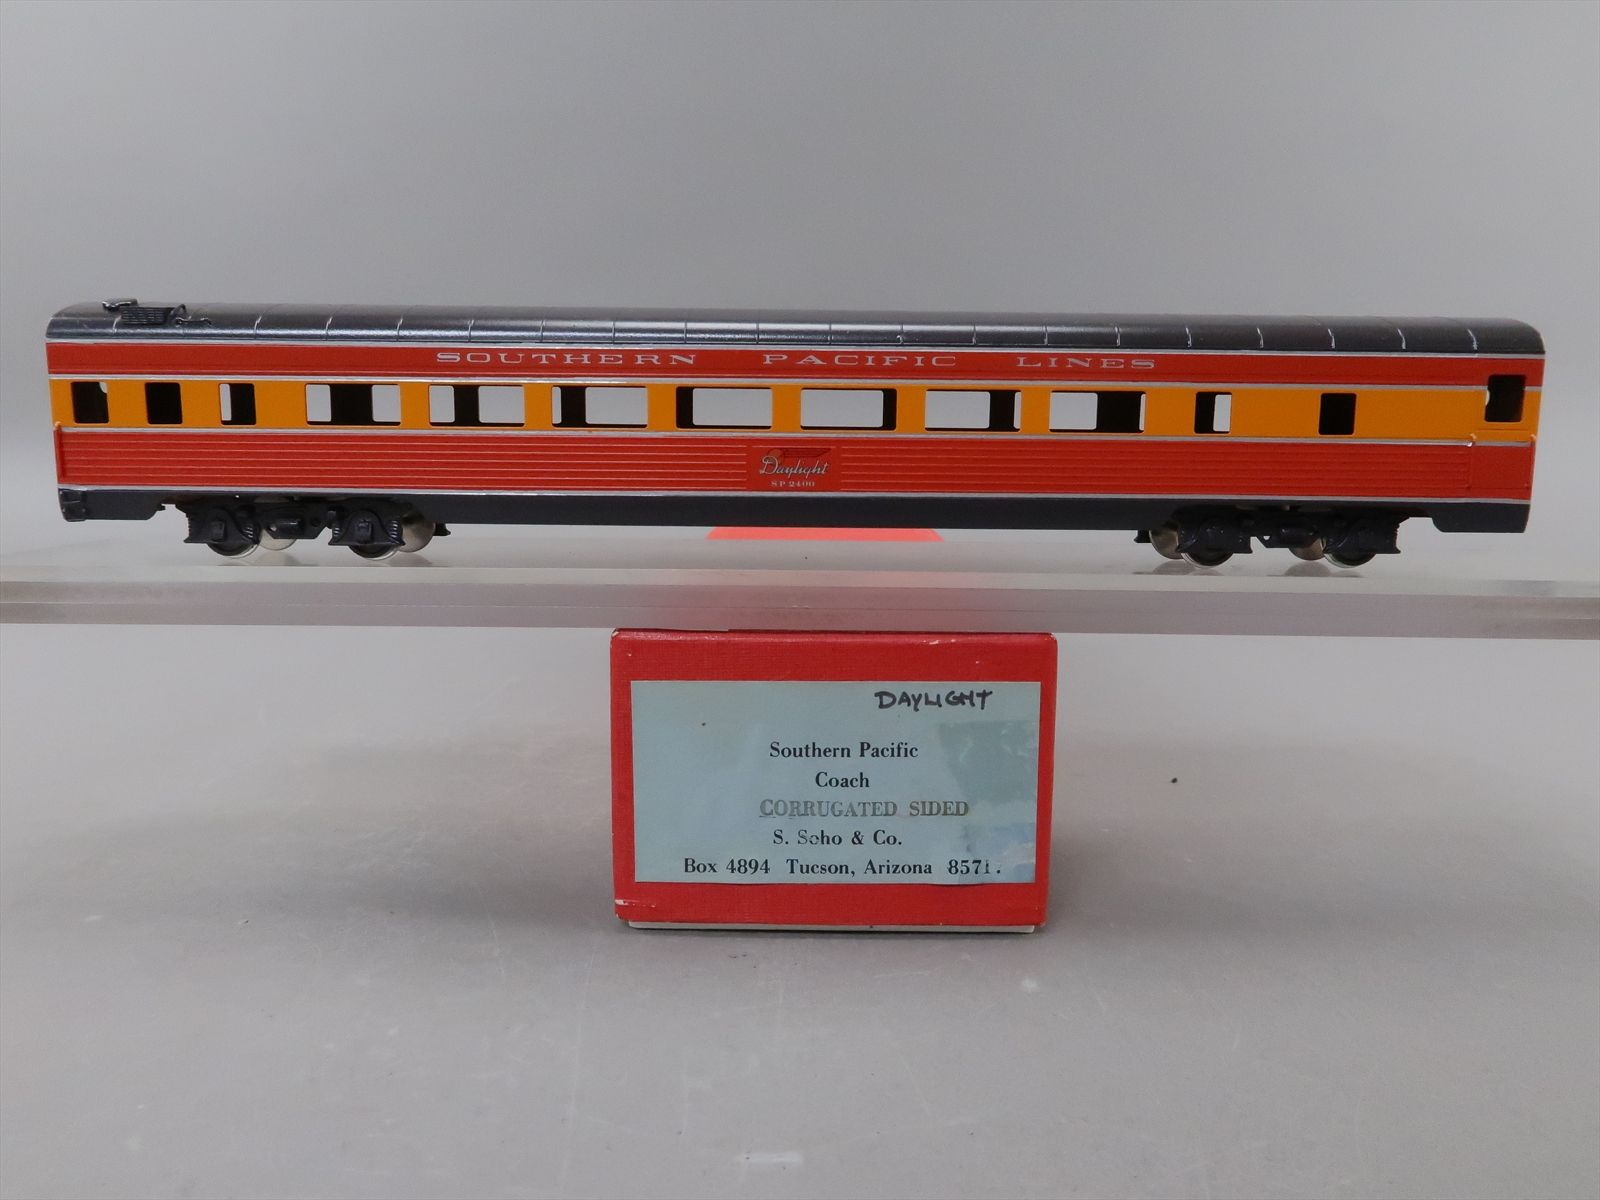 SOUTHERN PACIFIC LINES
Daylight
SP 2400
DAYLIGHT
Southern Pacific
Coach
CORRUGATED SIDED
S. Soho & Co.
Box 4894 Tucson, Arizona